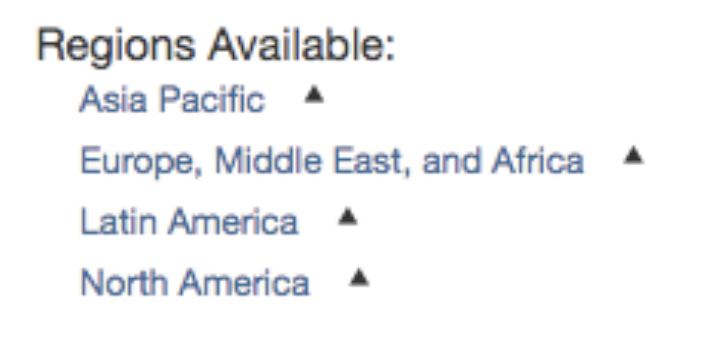 Regions Available:
Asia Pacific ▲
Europe, Middle East, and Africa ▲
Latin America ▲
North America ▲